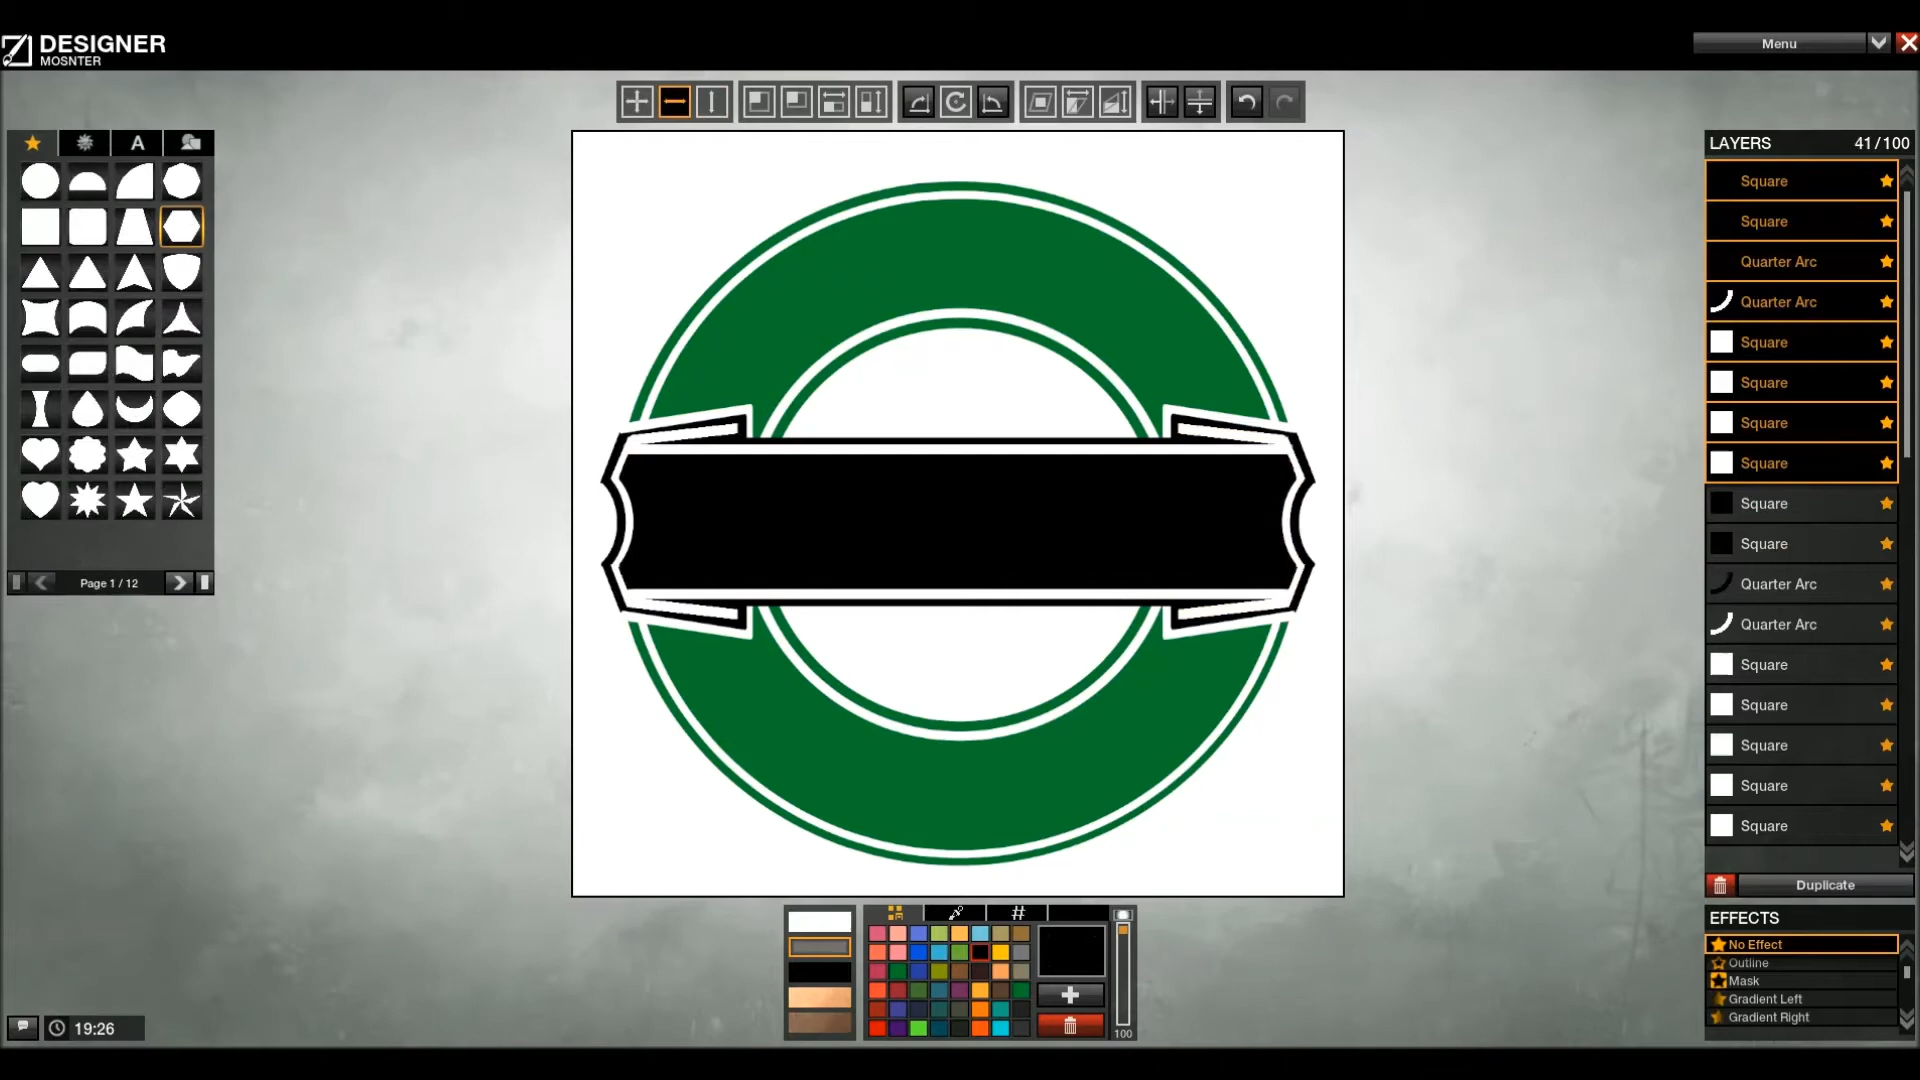 DESIGNER
MOSNTER
Menu
A
LAYERS 41/100
Square
Square
Quarter Arc
Quarter Arc
Square
Square
Square
Square
Square
Square
Quarter Arc
Quarter Arc
Square
Square
Square
Square
Square
Page 1 / 12
Duplicate
EFFECTS
No Effect
Outline
Mask
Gradient Left
Gradient Right
#
100
19:26